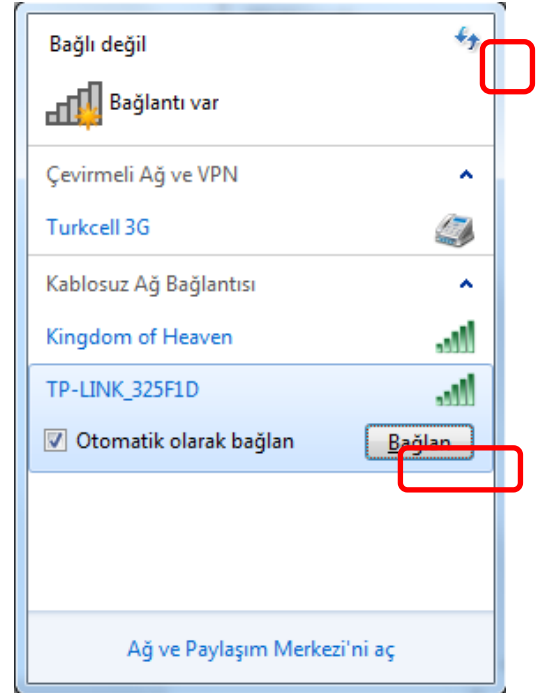 Bağlı değil
Bağlantı var
Çevirmeli Ağ ve VPN
Turkcell 3G
Kablosuz Ağ Bağlantısı
Kingdom of Heaven
TP-LINK_325F1D
Otomatik olarak bağlan
Bağlan
Ağ ve Paylaşım Merkezi'ni aç